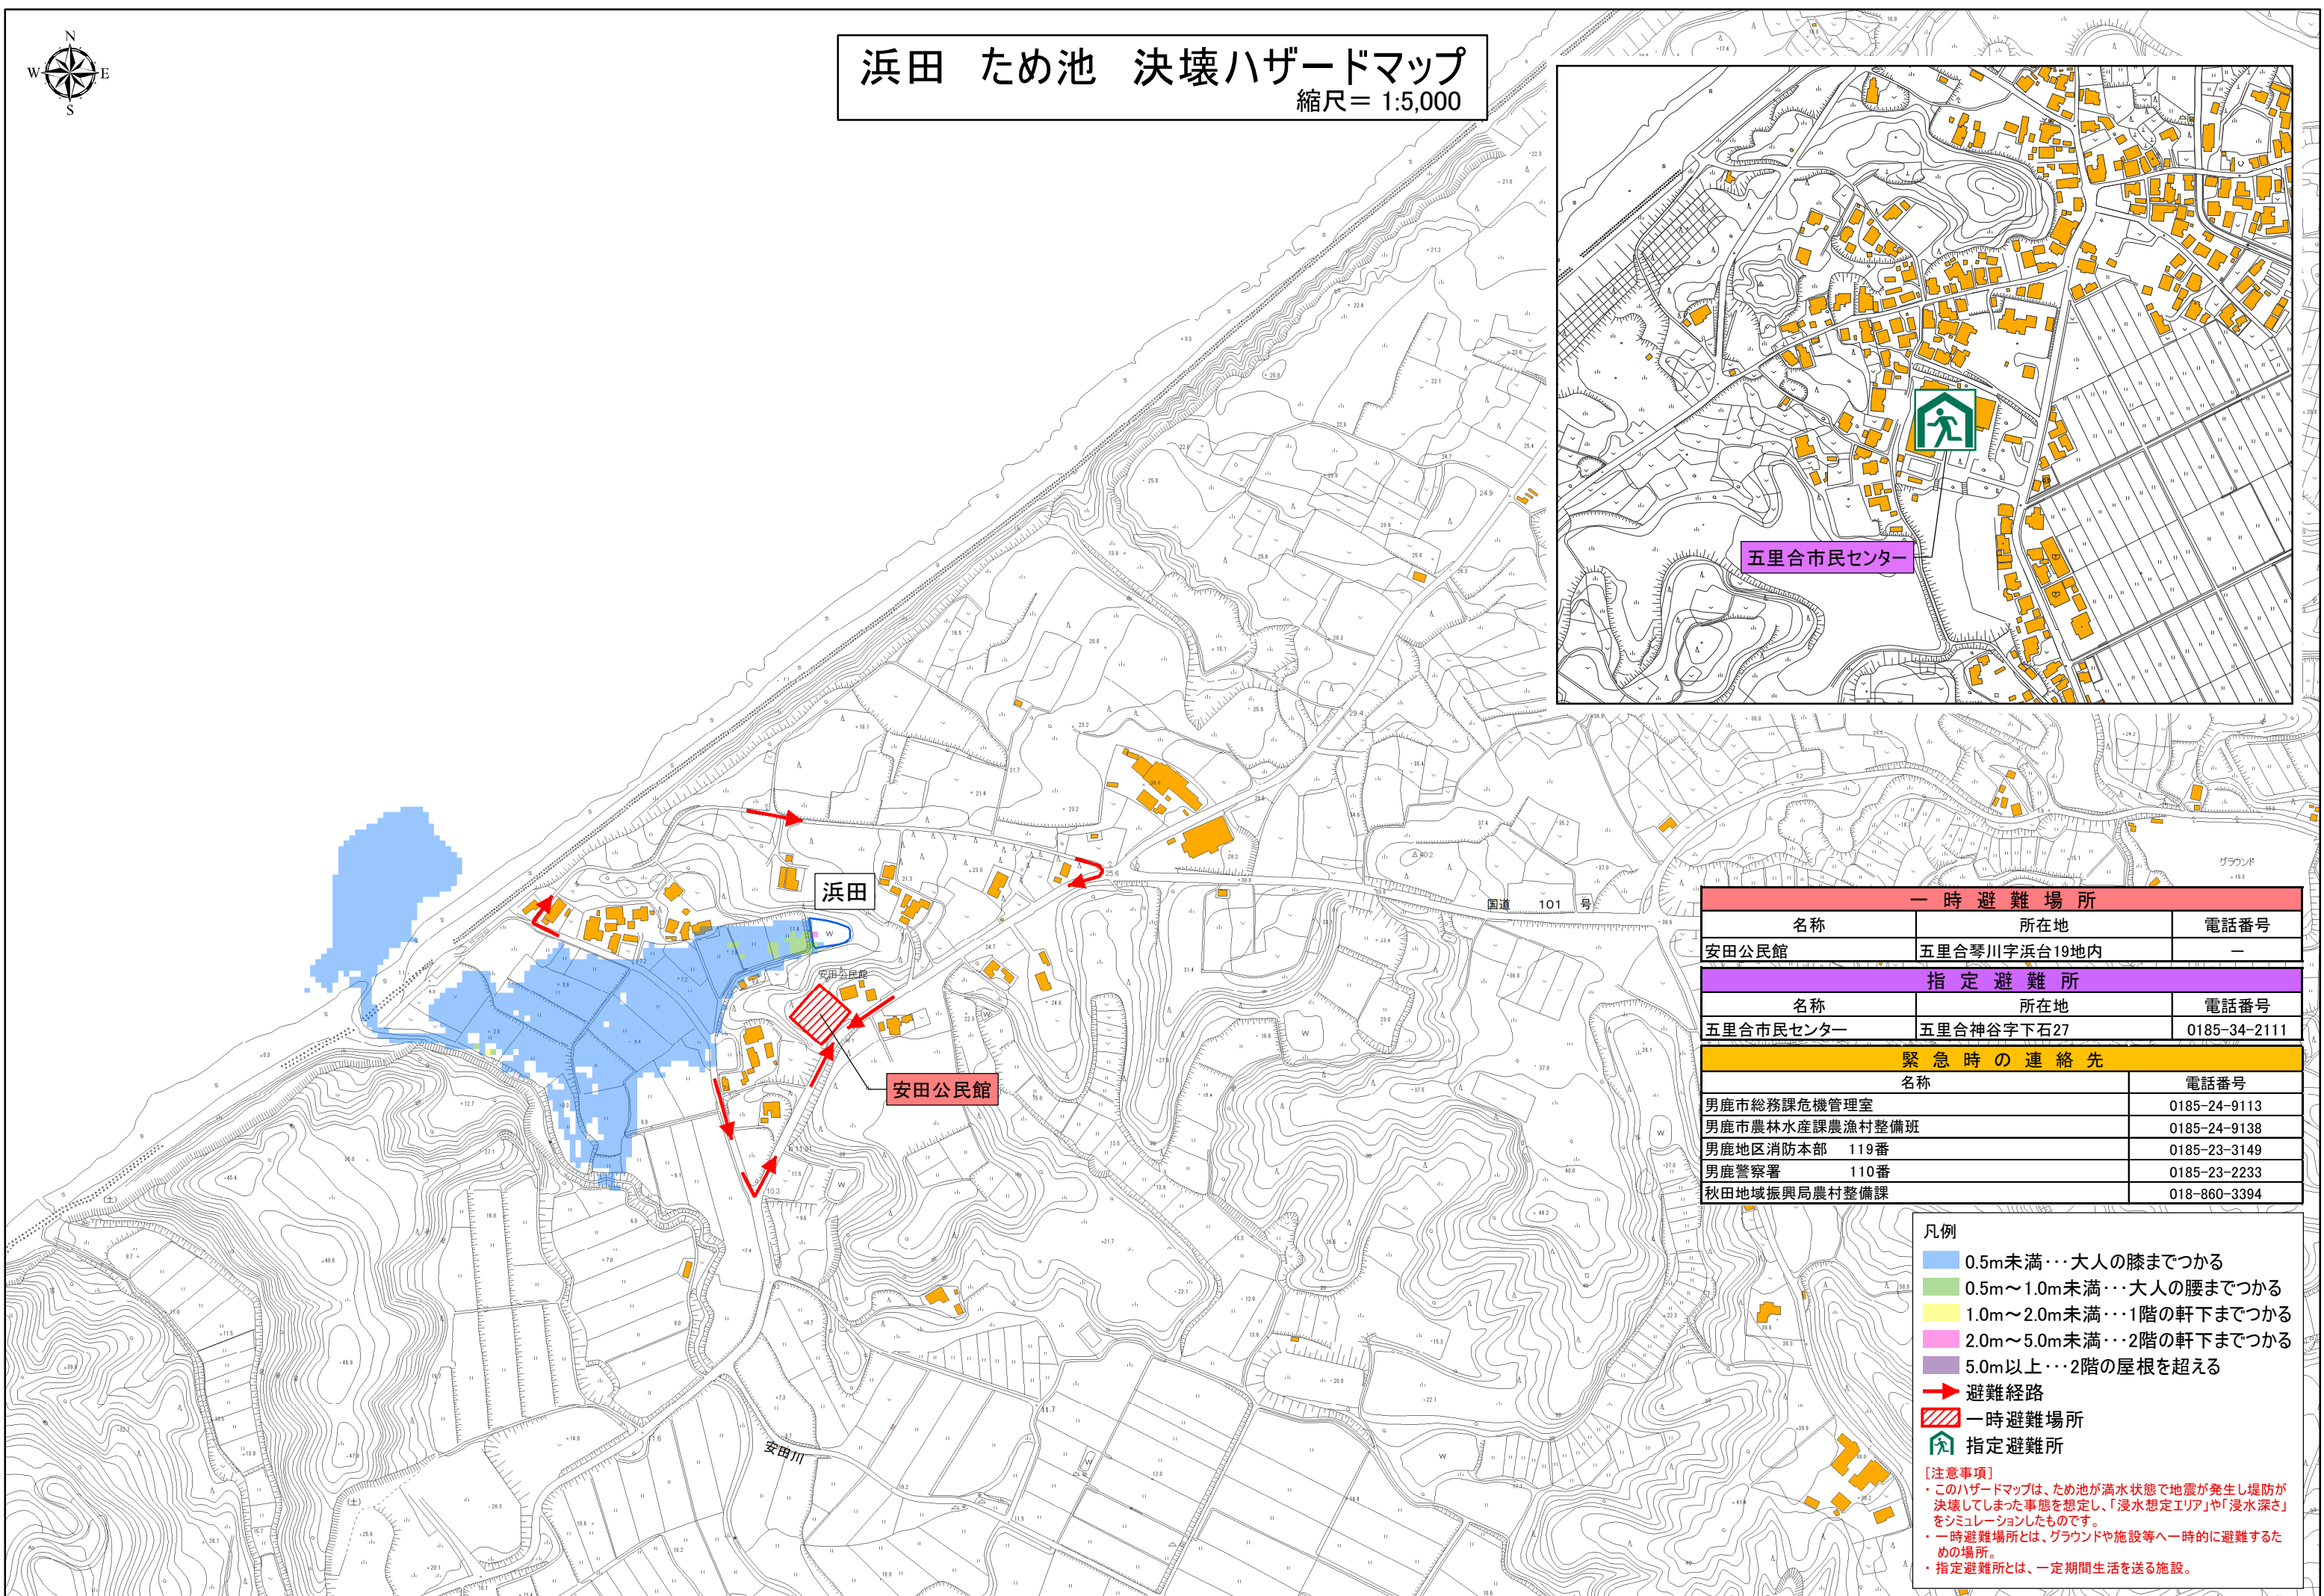 N
W E
S
浜田 ため池 決壊ハザードマップ
縮尺＝ 1:5,000
五里合市民センター
浜田
安田公民館
安田公民館
国道 101 号
グラウンド
安田川
24.9
29.4
25.6
10.3
11.7
11.6
一時避難場所
名称 所在地 電話番号
安田公民館 五里合琴川字浜台19地内 －
指定避難所
名称 所在地 電話番号
五里合市民センター 五里合神谷字下石27 0185-34-2111
緊急時の連絡先
名称 電話番号
男鹿市総務課危機管理室 0185-24-9113
男鹿市農林水産課農漁村整備班 0185-24-9138
男鹿地区消防本部 119番 0185-23-3149
男鹿警察署 110番 0185-23-2233
秋田地域振興局農村整備課 018-860-3394
凡例
0.5m未満･･･大人の膝までつかる
0.5m～1.0m未満･･･大人の腰までつかる
1.0m～2.0m未満･･･1階の軒下までつかる
2.0m～5.0m未満･･･2階の軒下までつかる
5.0m以上･･･2階の屋根を超える
避難経路
一時避難場所
指定避難所
[注意事項]
・このハザードマップは、ため池が満水状態で地震が発生し堤防が
決壊してしまった事態を想定し、｢浸水想定エリア｣や｢浸水深さ｣
をシミュレーションしたものです。
・一時避難場所とは、グラウンドや施設等へ一時的に避難するた
めの場所。
・指定避難所とは、一定期間生活を送る施設。